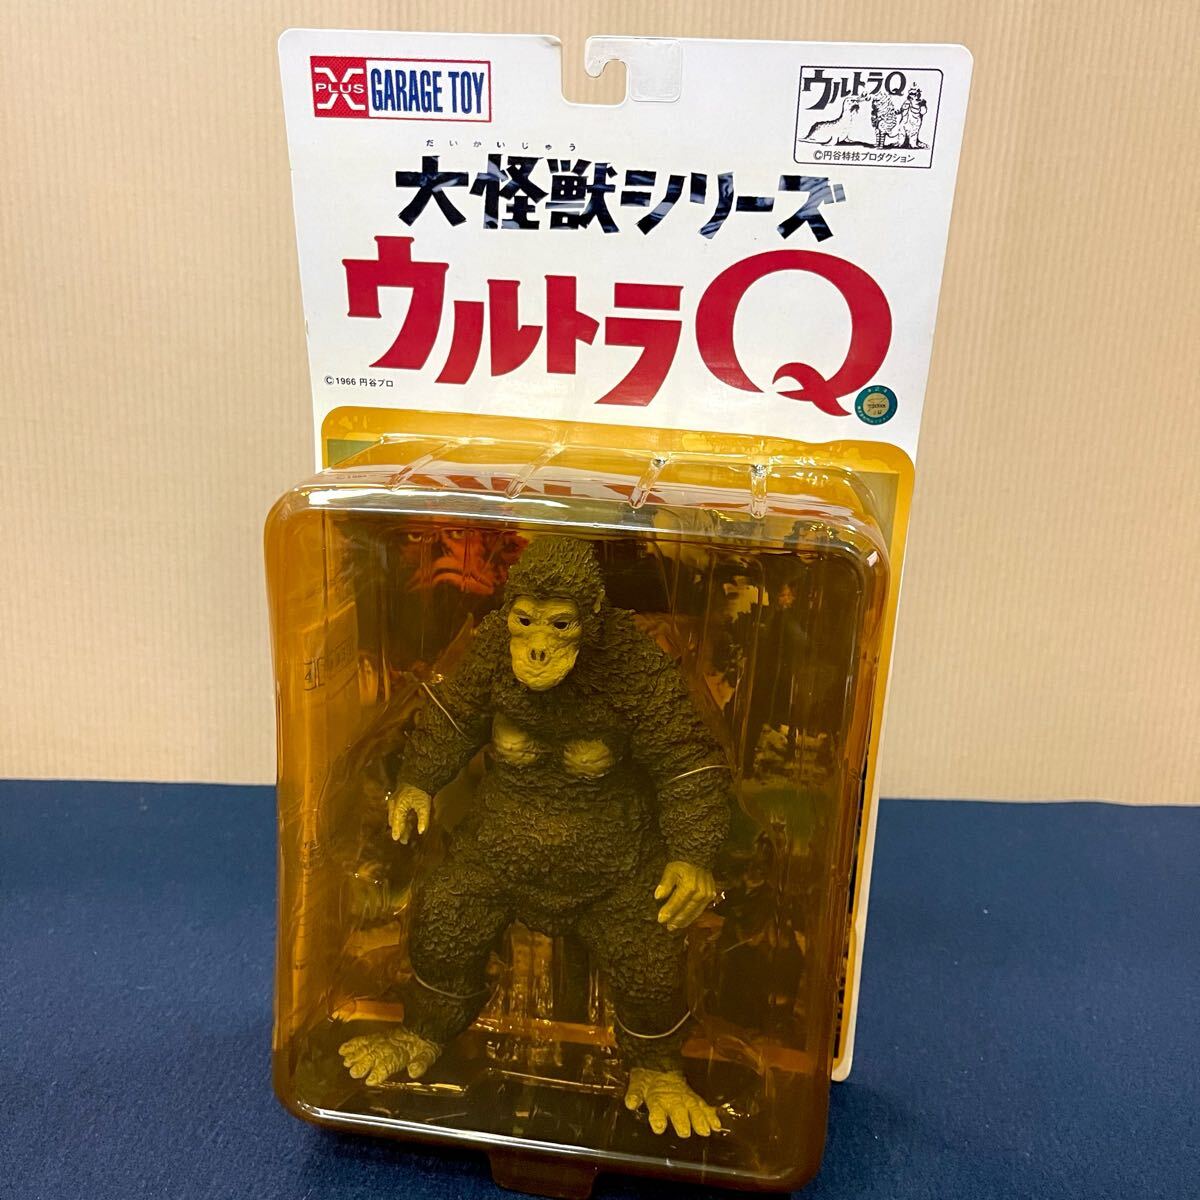 X PLUS
GARAGE TOY
ウルトラQ
©円谷特技プロダクション
だいかいじゅう
大怪獣シリーズ
ウルトラQ
©1966 円谷プロ